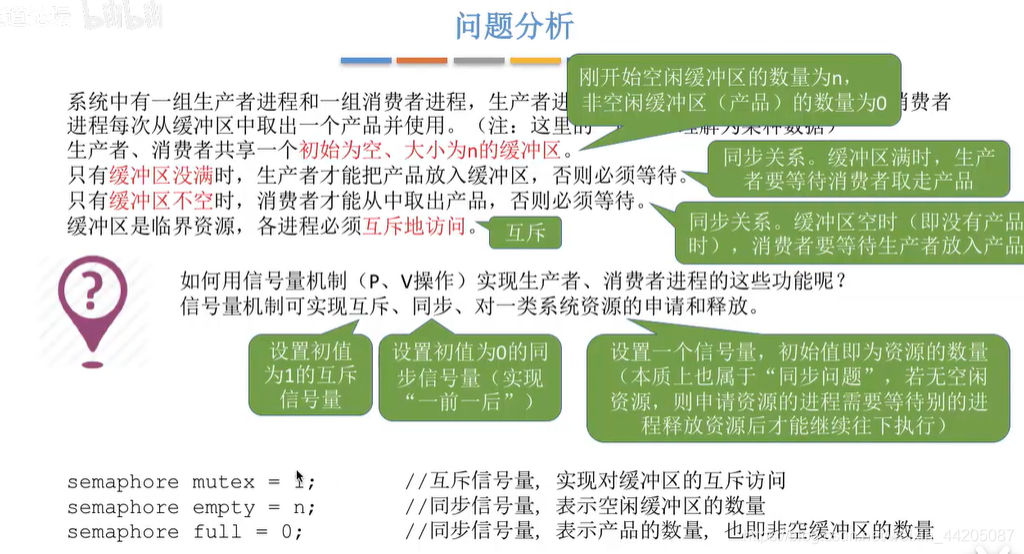 道论坛 bilibili
问题分析
刚开始空闲缓冲区的数量为n，
非空闲缓冲区（产品）的数量为0
系统中有一组生产者进程和一组消费者进程，生产者进
消费者
进程每次从缓冲区中取出一个产品并使用。（注：这里的
理解为某种数据）
生产者、消费者共享一个初始为空、大小为n的缓冲区。
只有缓冲区没满时，生产者才能把产品放入缓冲区，否则必须等待。
同步关系。缓冲区满时，生产
者要等待消费者取走产品
只有缓冲区不空时，消费者才能从中取出产品，否则必须等待。
同步关系。缓冲区空时（即没有产品
时），消费者要等待生产者放入产品
缓冲区是临界资源，各进程必须互斥地访问。
互斥
?
如何用信号量机制（P、V操作）实现生产者、消费者进程的这些功能呢？
信号量机制可实现互斥、同步、对一类系统资源的申请和释放。
设置初值
为1的互斥
信号量
设置初值为0的同
步信号量（实现
“一前一后”）
设置一个信号量，初始值即为资源的数量
（本质上也属于“同步问题”，若无空闲
资源，则申请资源的进程需要等待别的进
程释放资源后才能继续往下执行）
semaphore mutex = 1; //互斥信号量，实现对缓冲区的互斥访问
semaphore empty = n; //同步信号量，表示空闲缓冲区的数量
semaphore full = 0; //同步信号量，表示产品的数量，也即非空缓冲区的数量
44205087